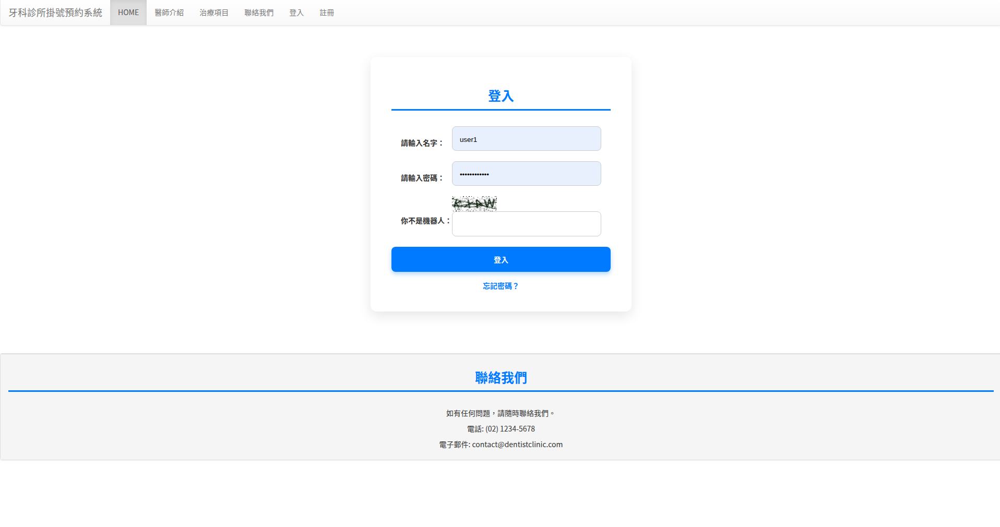 牙科診所掛號預約系統 HOME 醫師介紹 治療項目 聯絡我們 登入 註冊
登入
請輸入名字： user1
請輸入密碼： ••••••••••••
你不是機器人：
登入
忘記密碼？
聯絡我們
如有任何問題，請隨時聯絡我們。
電話: (02) 1234-5678
電子郵件: contact@dentistclinic.com